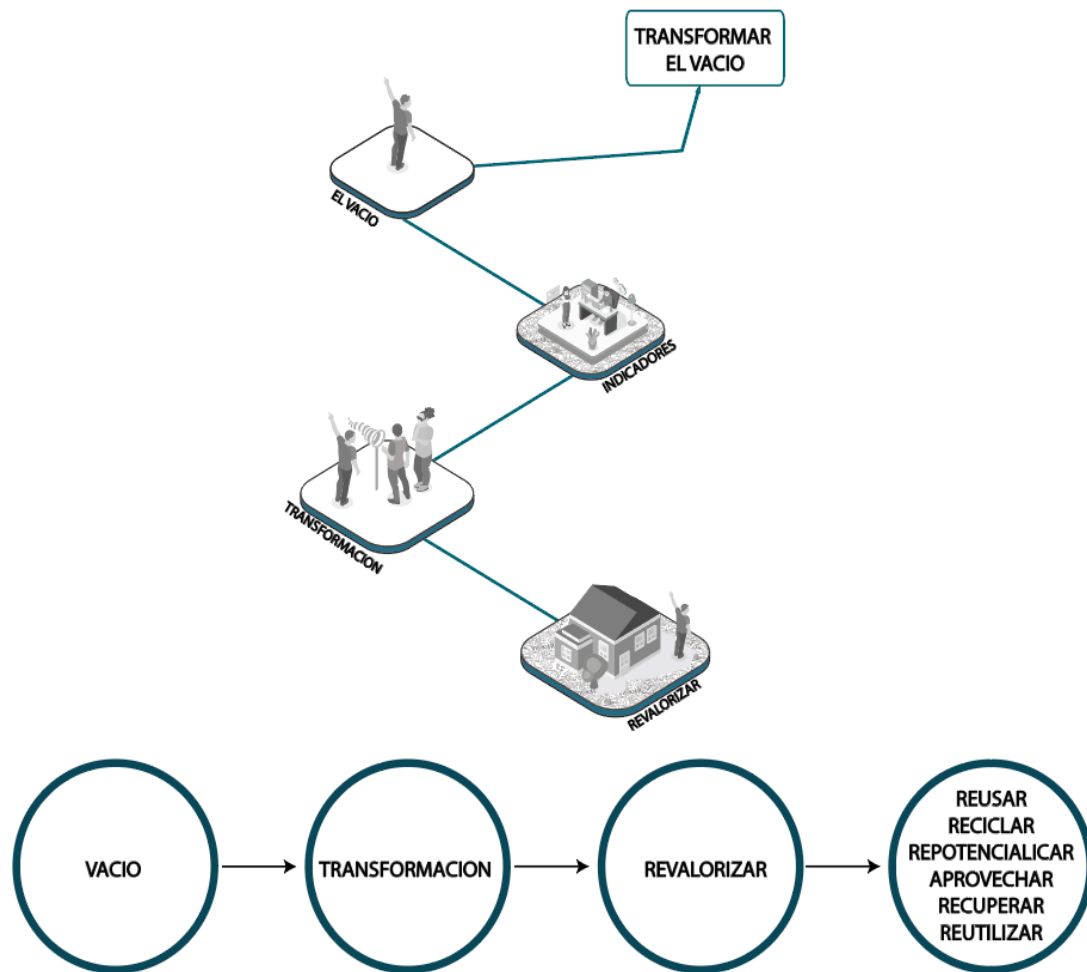 TRANSFORMAR
EL VACIO
EL VACIO
INDICADORES
TRANSFORMACION
REVALORIZAR
VACIO
TRANSFORMACION
REVALORIZAR
REUSAR
RECICLAR
REPOTENCIALICAR
APROVECHAR
RECUPERAR
REUTILIZAR